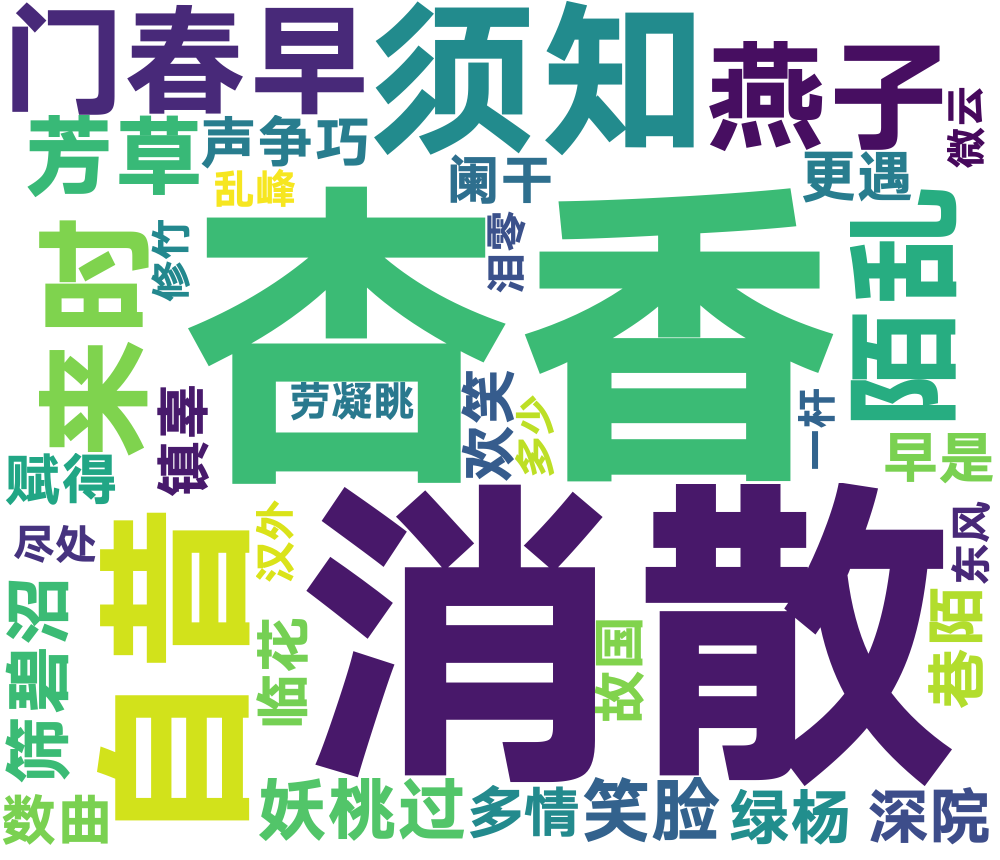 门春早
须知
燕子
微云
芳草
声争巧
乱峰
阑干
更遇
来时
修竹
杳香
泪零
陌乱
劳凝眺
欢笑
多少
一杆
镇辜
早是
赋得
消散
尽处
自昔
汉外
东风
筛碧沼
临花
故国
巷陌
数曲
妖桃过
多情
笑脸
绿杨
深院